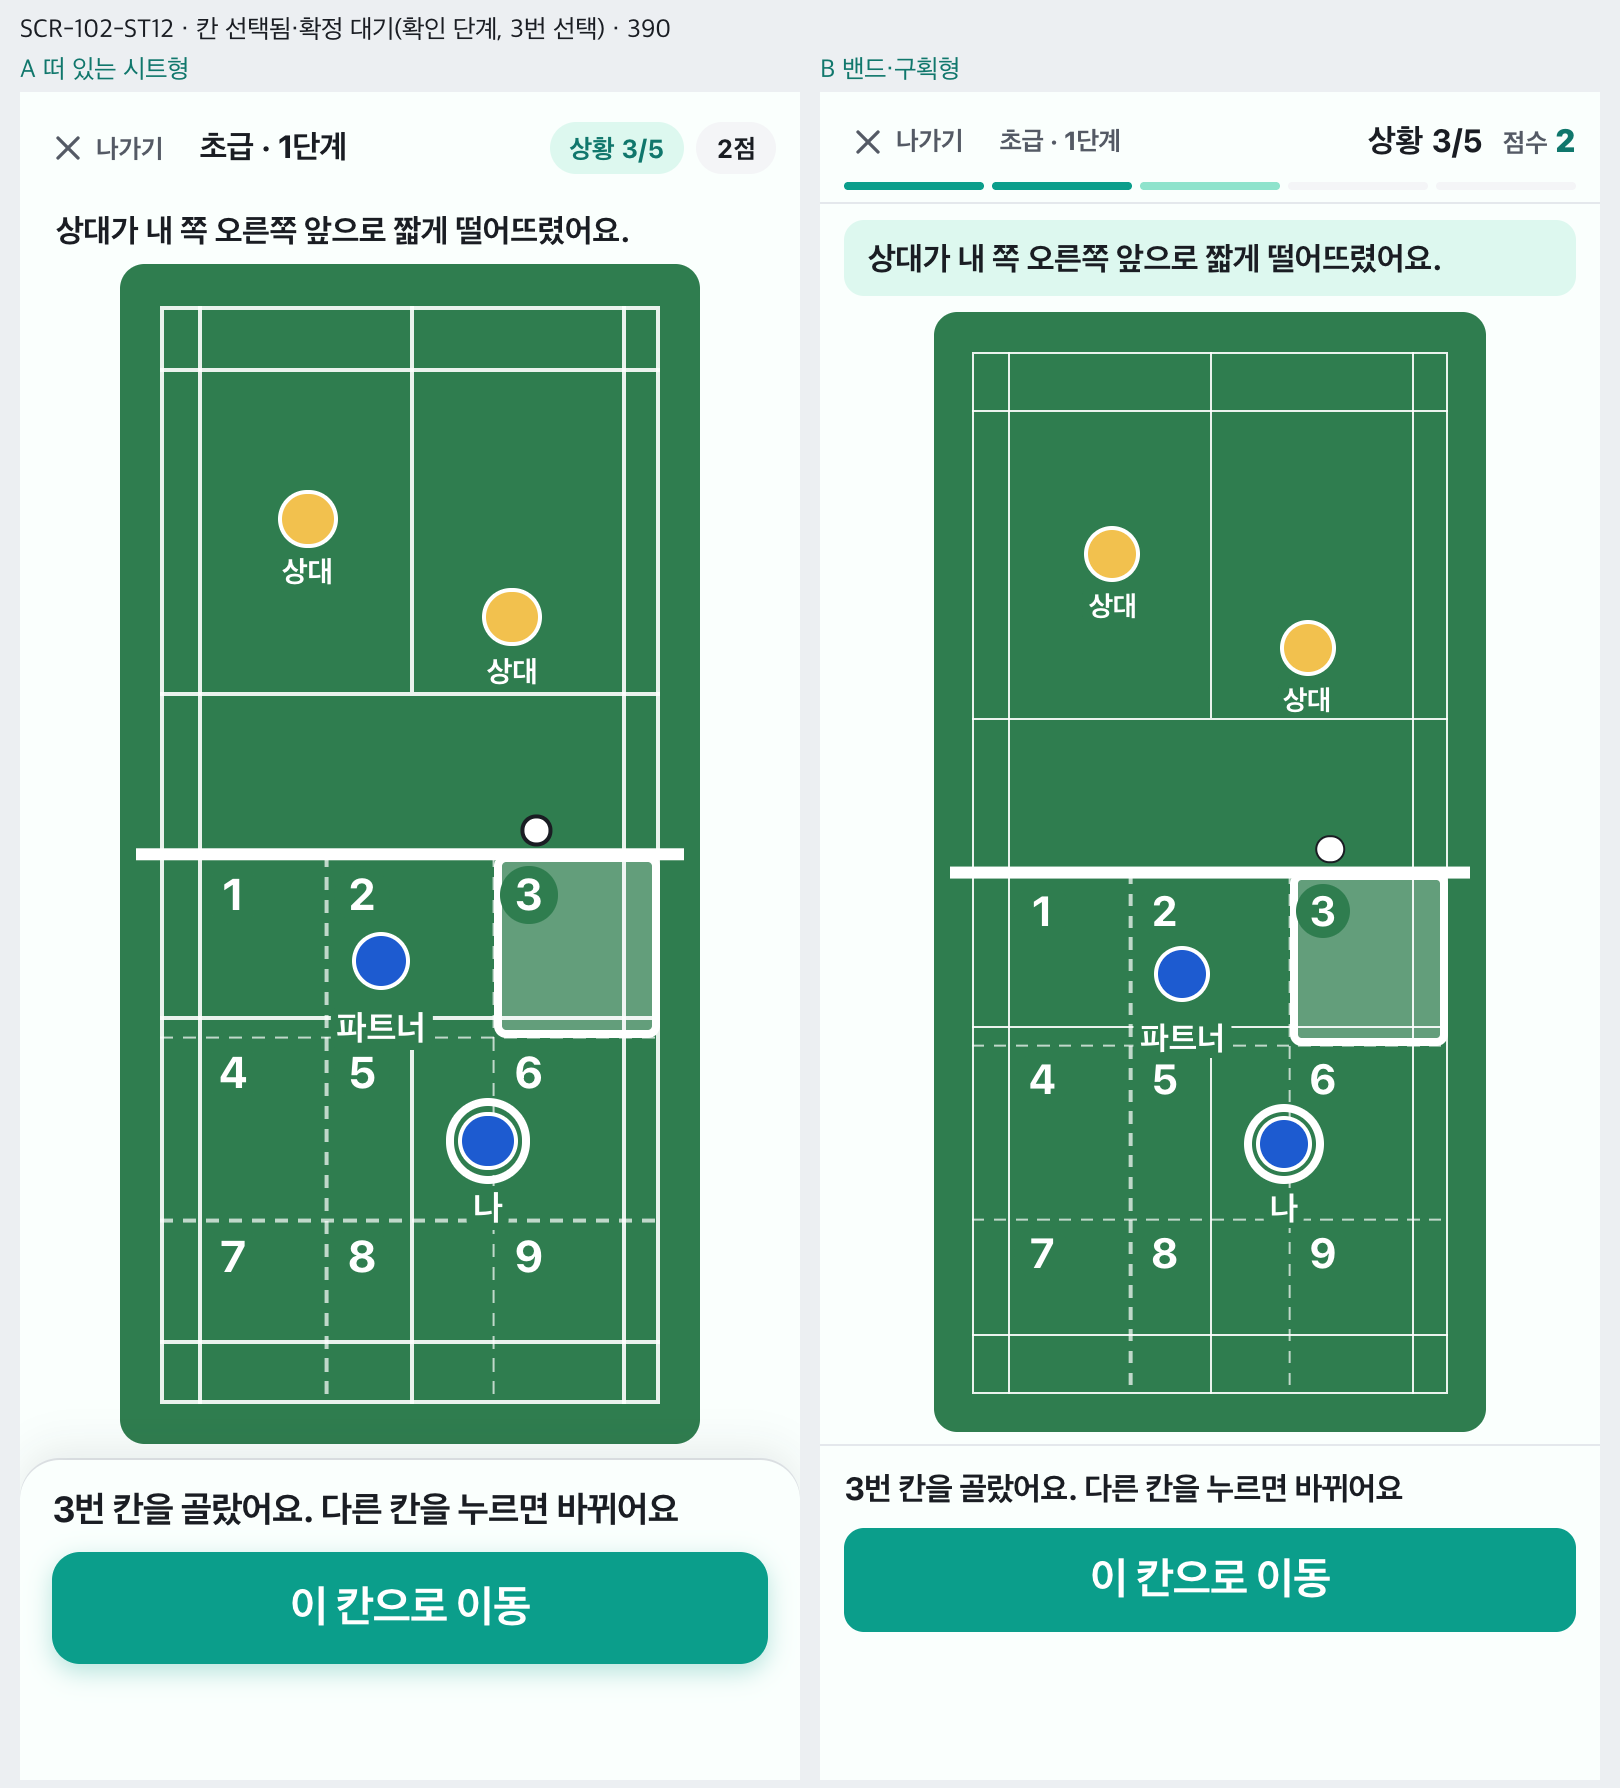 SCR-102-ST12 · 칸 선택됨·확정 대기(확인 단계, 3번 선택) · 390
A 떠 있는 시트형
나가기 초급 · 1단계 상황 3/5 2점
상대가 내 쪽 오른쪽 앞으로 짧게 떨어뜨렸어요.
상대
상대
1 2 3
파트너
4 5 6
나
7 8 9
3번 칸을 골랐어요. 다른 칸을 누르면 바뀌어요
이 칸으로 이동
B 밴드·구획형
나가기 초급 · 1단계 상황 3/5 점수 2
상대가 내 쪽 오른쪽 앞으로 짧게 떨어뜨렸어요.
상대
상대
1 2 3
파트너
4 5 6
나
7 8 9
3번 칸을 골랐어요. 다른 칸을 누르면 바뀌어요
이 칸으로 이동